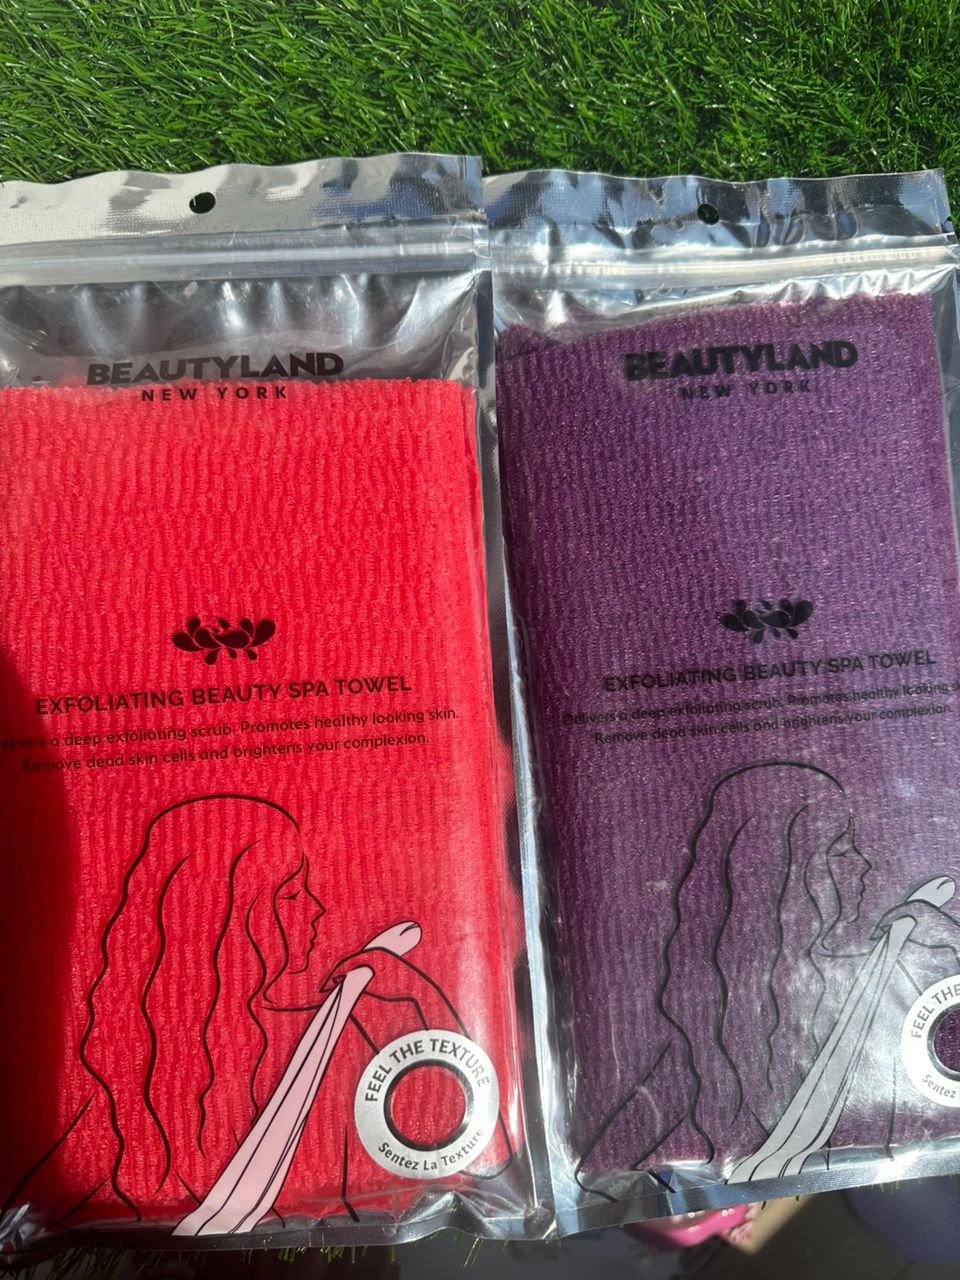 BEAUTYLAND
NEW YORK
EXFOLIATING BEAUTY SPA TOWEL
Delivers a deep exfoliating scrub. Promotes healthy looking skin.
Remove dead skin cells and brightens your complexion.
FEEL THE TEXTURE
Sentez La Texture
BEAUTYLAND
NEW YORK
EXFOLIATING BEAUTY SPA TOWEL
Delivers a deep exfoliating scrub. Promotes healthy looking
Remove dead skin cells and brightens your complexion.
FEEL THE
Sentez